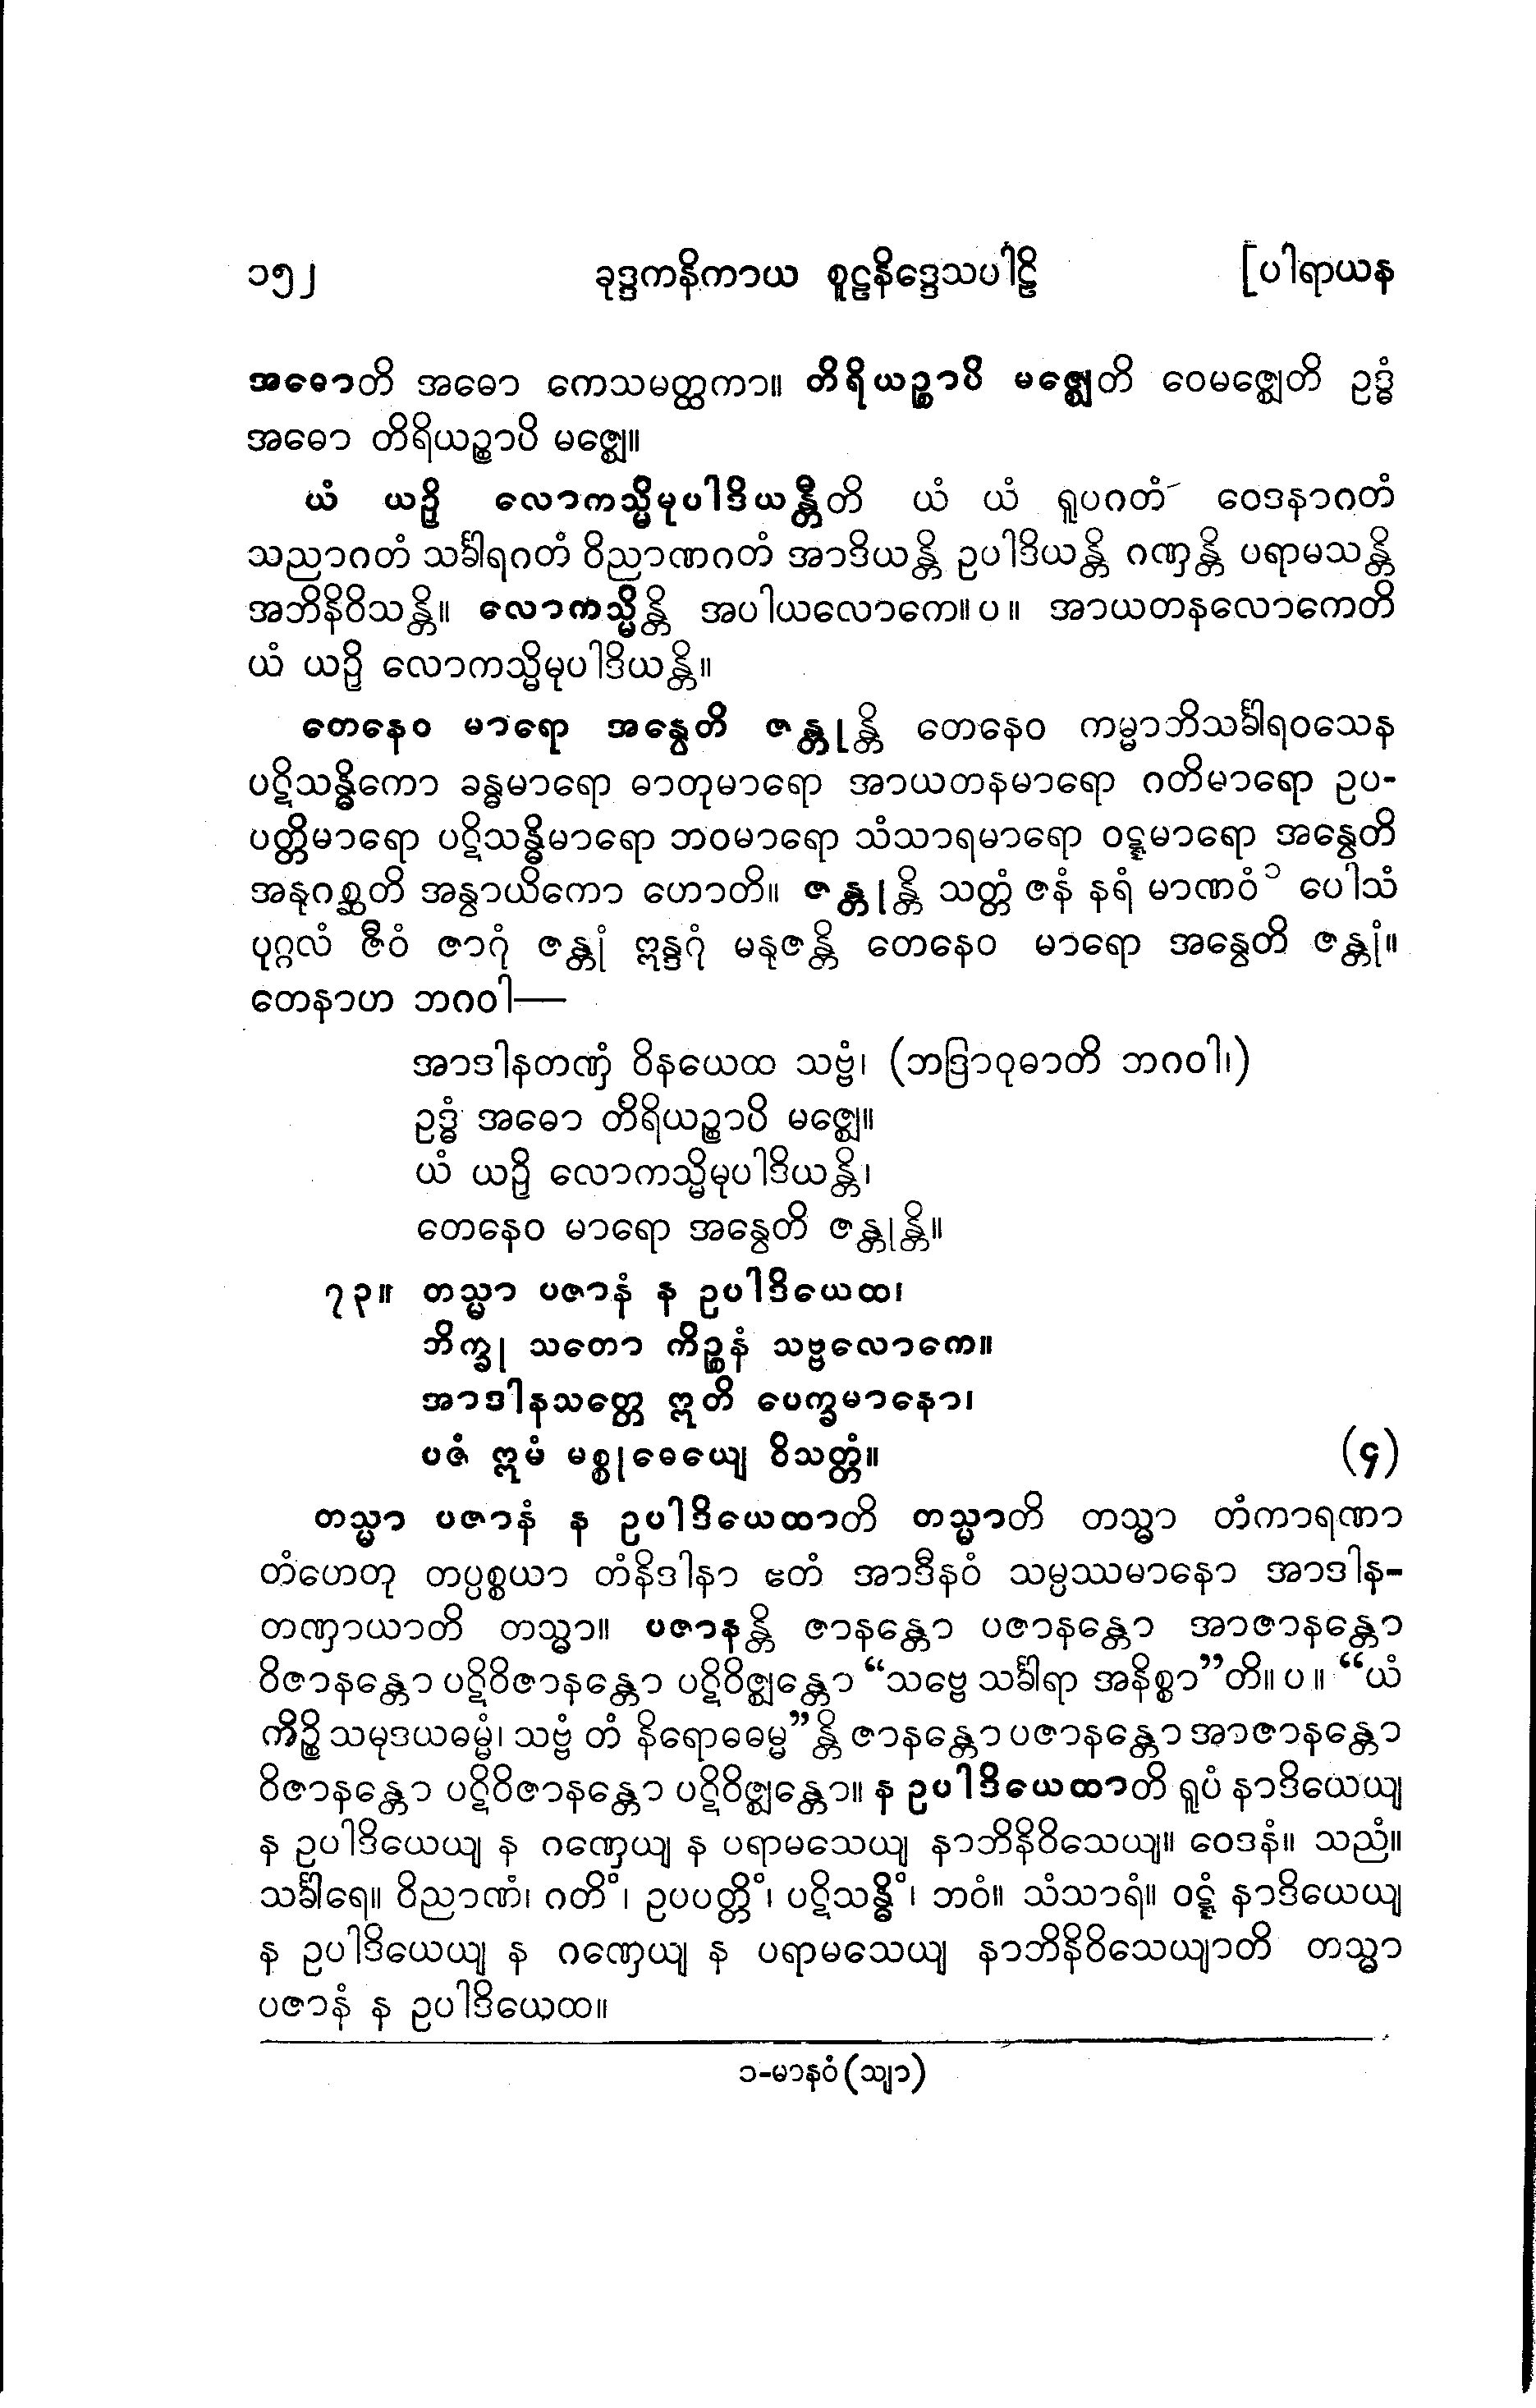 ၁၅၂ ခုဒ္ဒကနိကာယ စူဠနိဒ္ဒေသပါဠိ [ပါရာယန
အဓောတိ အဓော ကေသမတ္ထကာ။ တိရိယဉ္စာပိ မဇ္ဈေတိ ဝေမဇ္ဈေတိ ဥဒ္ဓံ
အဓော တိရိယဉ္စာပိ မဇ္ဈေ။
ယံ ယဉှိ လောကသ္မိမုပါဒိယန္တီတိ ယံ ယံ ရူပဂတံ ဝေဒနာဂတံ
သညာဂတံ သင်္ခါရဂတံ ဝိညာဏဂတံ အာဒိယန္တိ ဥပါဒိယန္တိ ဂဏှန္တိ ပရာမသန္တိ
အဘိနိဝိသန္တိ။ လောကသ္မိန္တိ အပါယလောကေ။ပ။ အာယတနလောကေတိ
ယံ ယဉှိ လောကသ္မိမုပါဒိယန္တိ။
တေနေဝ မာရော အနွေတိ ဇန္တုန္တိ တေနေဝ ကမ္မာဘိသင်္ခါရဝသေန
ပဋိသန္ဓိကော ခန္ဓမာရော ဓာတုမာရော အာယတနမာရော ဂတိမာရော ဥပ-
ပတ္တိမာရော ပဋိသန္ဓိမာရော ဘဝမာရော သံသာရမာရော ဝဋ္ဋမာရော အနွေတိ
အနုဂစ္ဆတိ အနွာယိကော ဟောတိ။ ဇန္တုန္တိ သတ္တံ ဇနံ နရံ မာဏဝံ၁ ပေါသံ
ပုဂ္ဂလံ ဇီဝံ ဇာဂုံ ဇန္တုံ ဣန္ဒဂုံ မနုဇန္တိ တေနေဝ မာရော အနွေတိ ဇန္တုံ။
တေနာဟ ဘဂဝါ—
အာဒါနတဏှံ ဝိနယေထ သဗ္ဗံ၊ (ဘဒြာဝုဓာတိ ဘဂဝါ၊)
ဥဒ္ဓံ အဓော တိရိယဉ္စာပိ မဇ္ဈေ။
ယံ ယဉှိ လောကသ္မိမုပါဒိယန္တိ၊
တေနေဝ မာရော အနွေတိ ဇန္တုန္တိ။
၇၃။ တသ္မာ ပဇာနံ န ဥပါဒိယေထ၊
ဘိက္ခု သတော ကိဉ္စနံ သဗ္ဗလောကေ။
အာဒါနသတ္တေ ဣတိ ပေက္ခမာနော၊
ပဇံ ဣမံ မစ္စုဓေယျေ ဝိသတ္တံ။ (၄)
တသ္မာ ပဇာနံ န ဥပါဒိယေထာတိ တသ္မာတိ တသ္မာ တံကာရဏာ
တံဟေတု တပ္ပစ္စယာ တံနိဒါနာ ဧတံ အာဒီနဝံ သမ္ပဿမာနော အာဒါန-
တဏှာယာတိ တသ္မာ။ ပဇာနန္တိ ဇာနန္တော ပဇာနန္တော အာဇာနန္တော
ဝိဇာနန္တော ပဋိဝိဇာနန္တော ပဋိဝိဇ္ဈန္တော “သဗ္ဗေ သင်္ခါရာ အနိစ္စာ”တိ။ပ။ “ယံ
ကိဉ္စိ သမုဒယဓမ္မံ၊ သဗ္ဗံ တံ နိရောဓဓမ္မ”န္တိ ဇာနန္တော ပဇာနန္တော အာဇာနန္တော
ဝိဇာနန္တော ပဋိဝိဇာနန္တော ပဋိဝိဇ္ဈန္တော။ န ဥပါဒိယေထာတိ ရူပံ နာဒိယေယျ
န ဥပါဒိယေယျ န ဂဏှေယျ န ပရာမသေယျ နာဘိနိဝိသေယျ။ ဝေဒနံ။ သညံ။
သင်္ခါရေ။ ဝိညာဏံ၊ ဂတိံ၊ ဥပပတ္တိံ၊ ပဋိသန္ဓိံ၊ ဘဝံ။ သံသာရံ။ ဝဋ္ဋံ နာဒိယေယျ
န ဥပါဒိယေယျ န ဂဏှေယျ န ပရာမသေယျ နာဘိနိဝိသေယျာတိ တသ္မာ
ပဇာနံ န ဥပါဒိယေထ။
၁-မာနဝံ (သျာ)